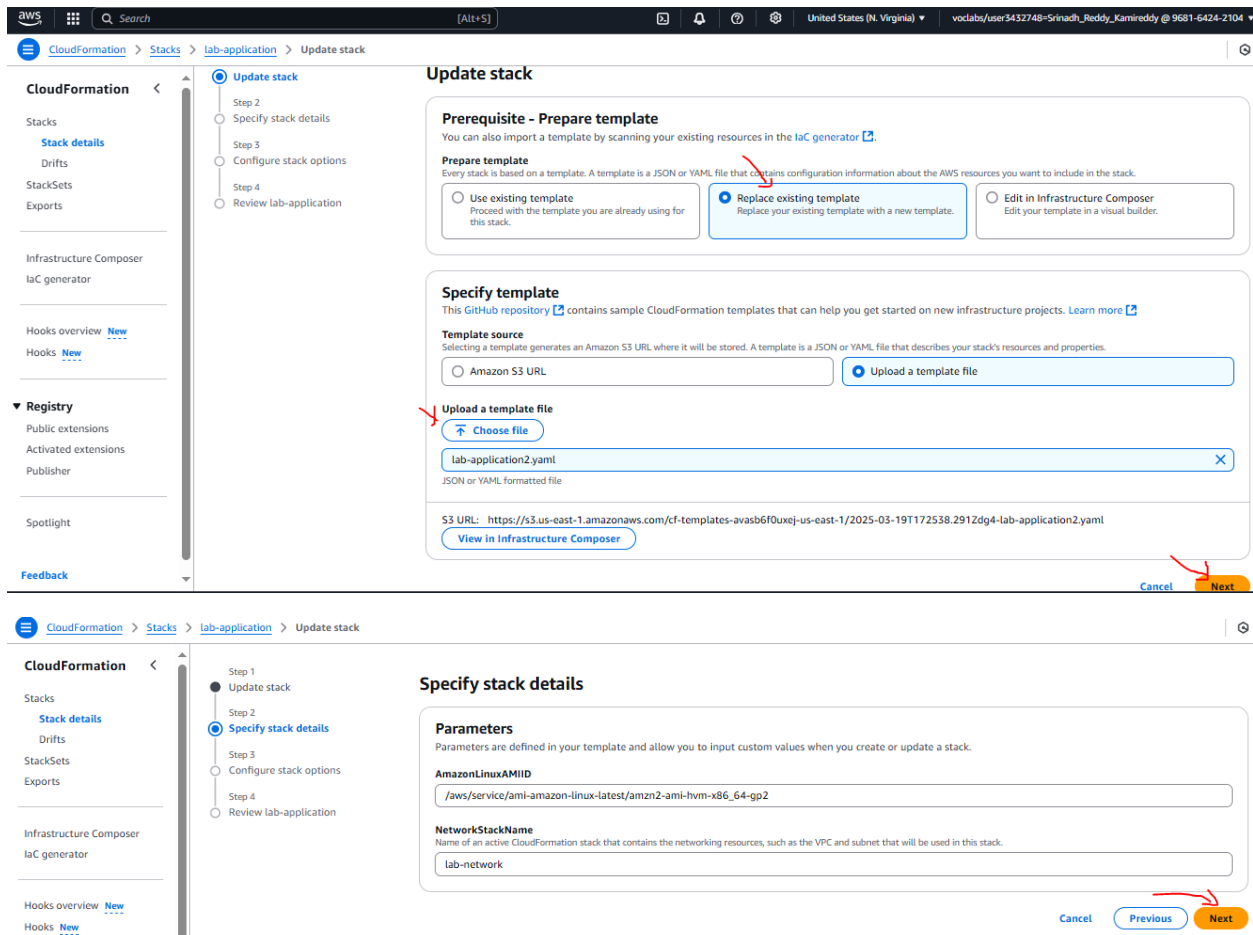 aws
Search [Alt+S] United States (N. Virginia) voclabs/user3432748=Srinadh_Reddy_Kamireddy @ 9681-6424-2104
CloudFormation > Stacks > lab-application > Update stack
CloudFormation
Stacks
Stack details
Drifts
StackSets
Exports
Infrastructure Composer
IaC generator
Hooks overview New
Hooks New
Registry
Public extensions
Activated extensions
Publisher
Spotlight
Feedback
Update stack
Step 2
Specify stack details
Step 3
Configure stack options
Step 4
Review lab-application
Update stack
Prerequisite - Prepare template
You can also import a template by scanning your existing resources in the IaC generator.
Prepare template
Every stack is based on a template. A template is a JSON or YAML file that contains configuration information about the AWS resources you want to include in the stack.
Use existing template
Proceed with the template you are already using for
this stack.
Replace existing template
Replace your existing template with a new template.
Edit in Infrastructure Composer
Edit your template in a visual builder.
Specify template
This GitHub repository contains sample CloudFormation templates that can help you get started on new infrastructure projects. Learn more
Template source
Selecting a template generates an Amazon S3 URL where it will be stored. A template is a JSON or YAML file that describes your stack's resources and properties.
Amazon S3 URL
Upload a template file
Upload a template file
Choose file
lab-application2.yaml
JSON or YAML formatted file
S3 URL: https://s3.us-east-1.amazonaws.com/cf-templates-avasb6f0uxej-us-east-1/2025-03-19T172538.291Zdg4-lab-application2.yaml
View in Infrastructure Composer
Cancel Next
CloudFormation > Stacks > lab-application > Update stack
CloudFormation
Stacks
Stack details
Drifts
StackSets
Exports
Infrastructure Composer
IaC generator
Hooks overview New
Hooks New
Step 1
Update stack
Step 2
Specify stack details
Step 3
Configure stack options
Step 4
Review lab-application
Specify stack details
Parameters
Parameters are defined in your template and allow you to input custom values when you create or update a stack.
AmazonLinuxAMIID
/aws/service/ami-amazon-linux-latest/amzn2-ami-hvm-x86_64-gp2
NetworkStackName
Name of an active CloudFormation stack that contains the networking resources, such as the VPC and subnet that will be used in this stack.
lab-network
Cancel Previous Next